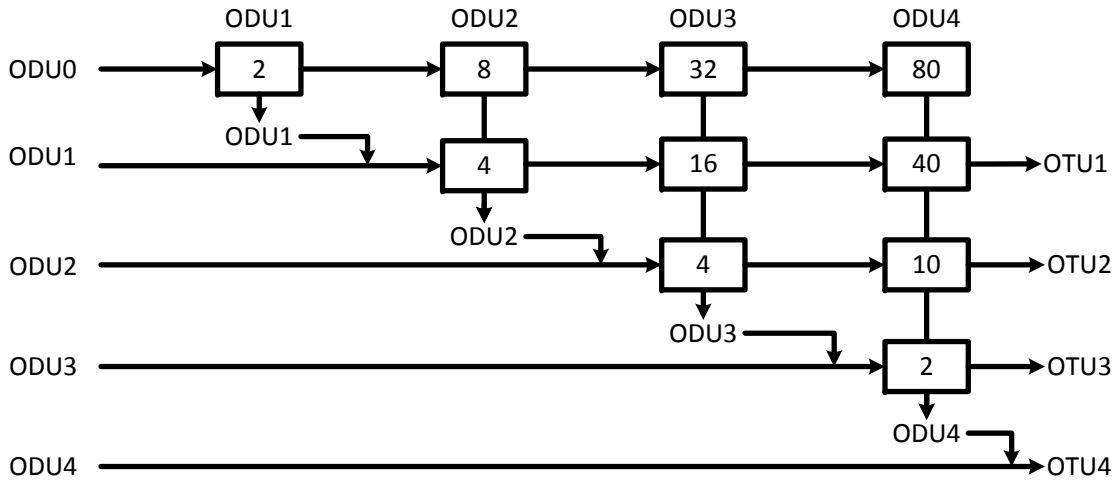 ODU1 ODU2 ODU3 ODU4
ODU0 2 8 32 80
ODU1
ODU1 4 16 40 OTU1
ODU2
ODU2 4 10 OTU2
ODU3
ODU3 2 OTU3
ODU4
ODU4 OTU4